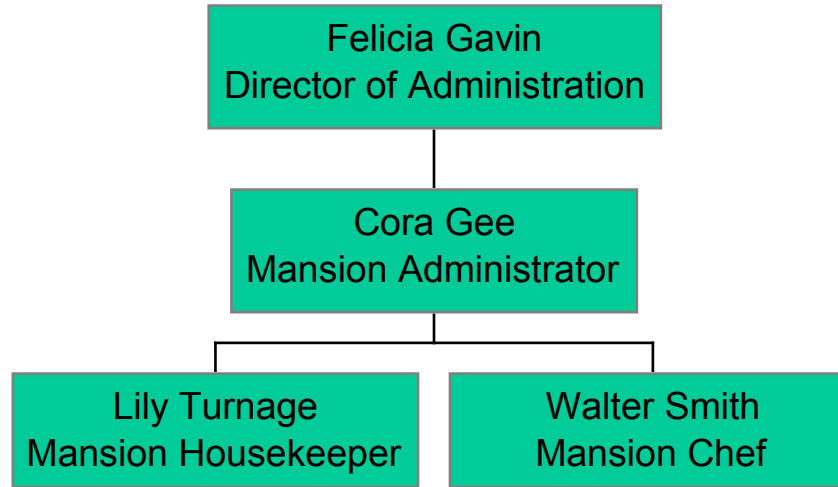 Felicia Gavin
Director of Administration
Cora Gee
Mansion Administrator
Lily Turnage
Mansion Housekeeper
Walter Smith
Mansion Chef